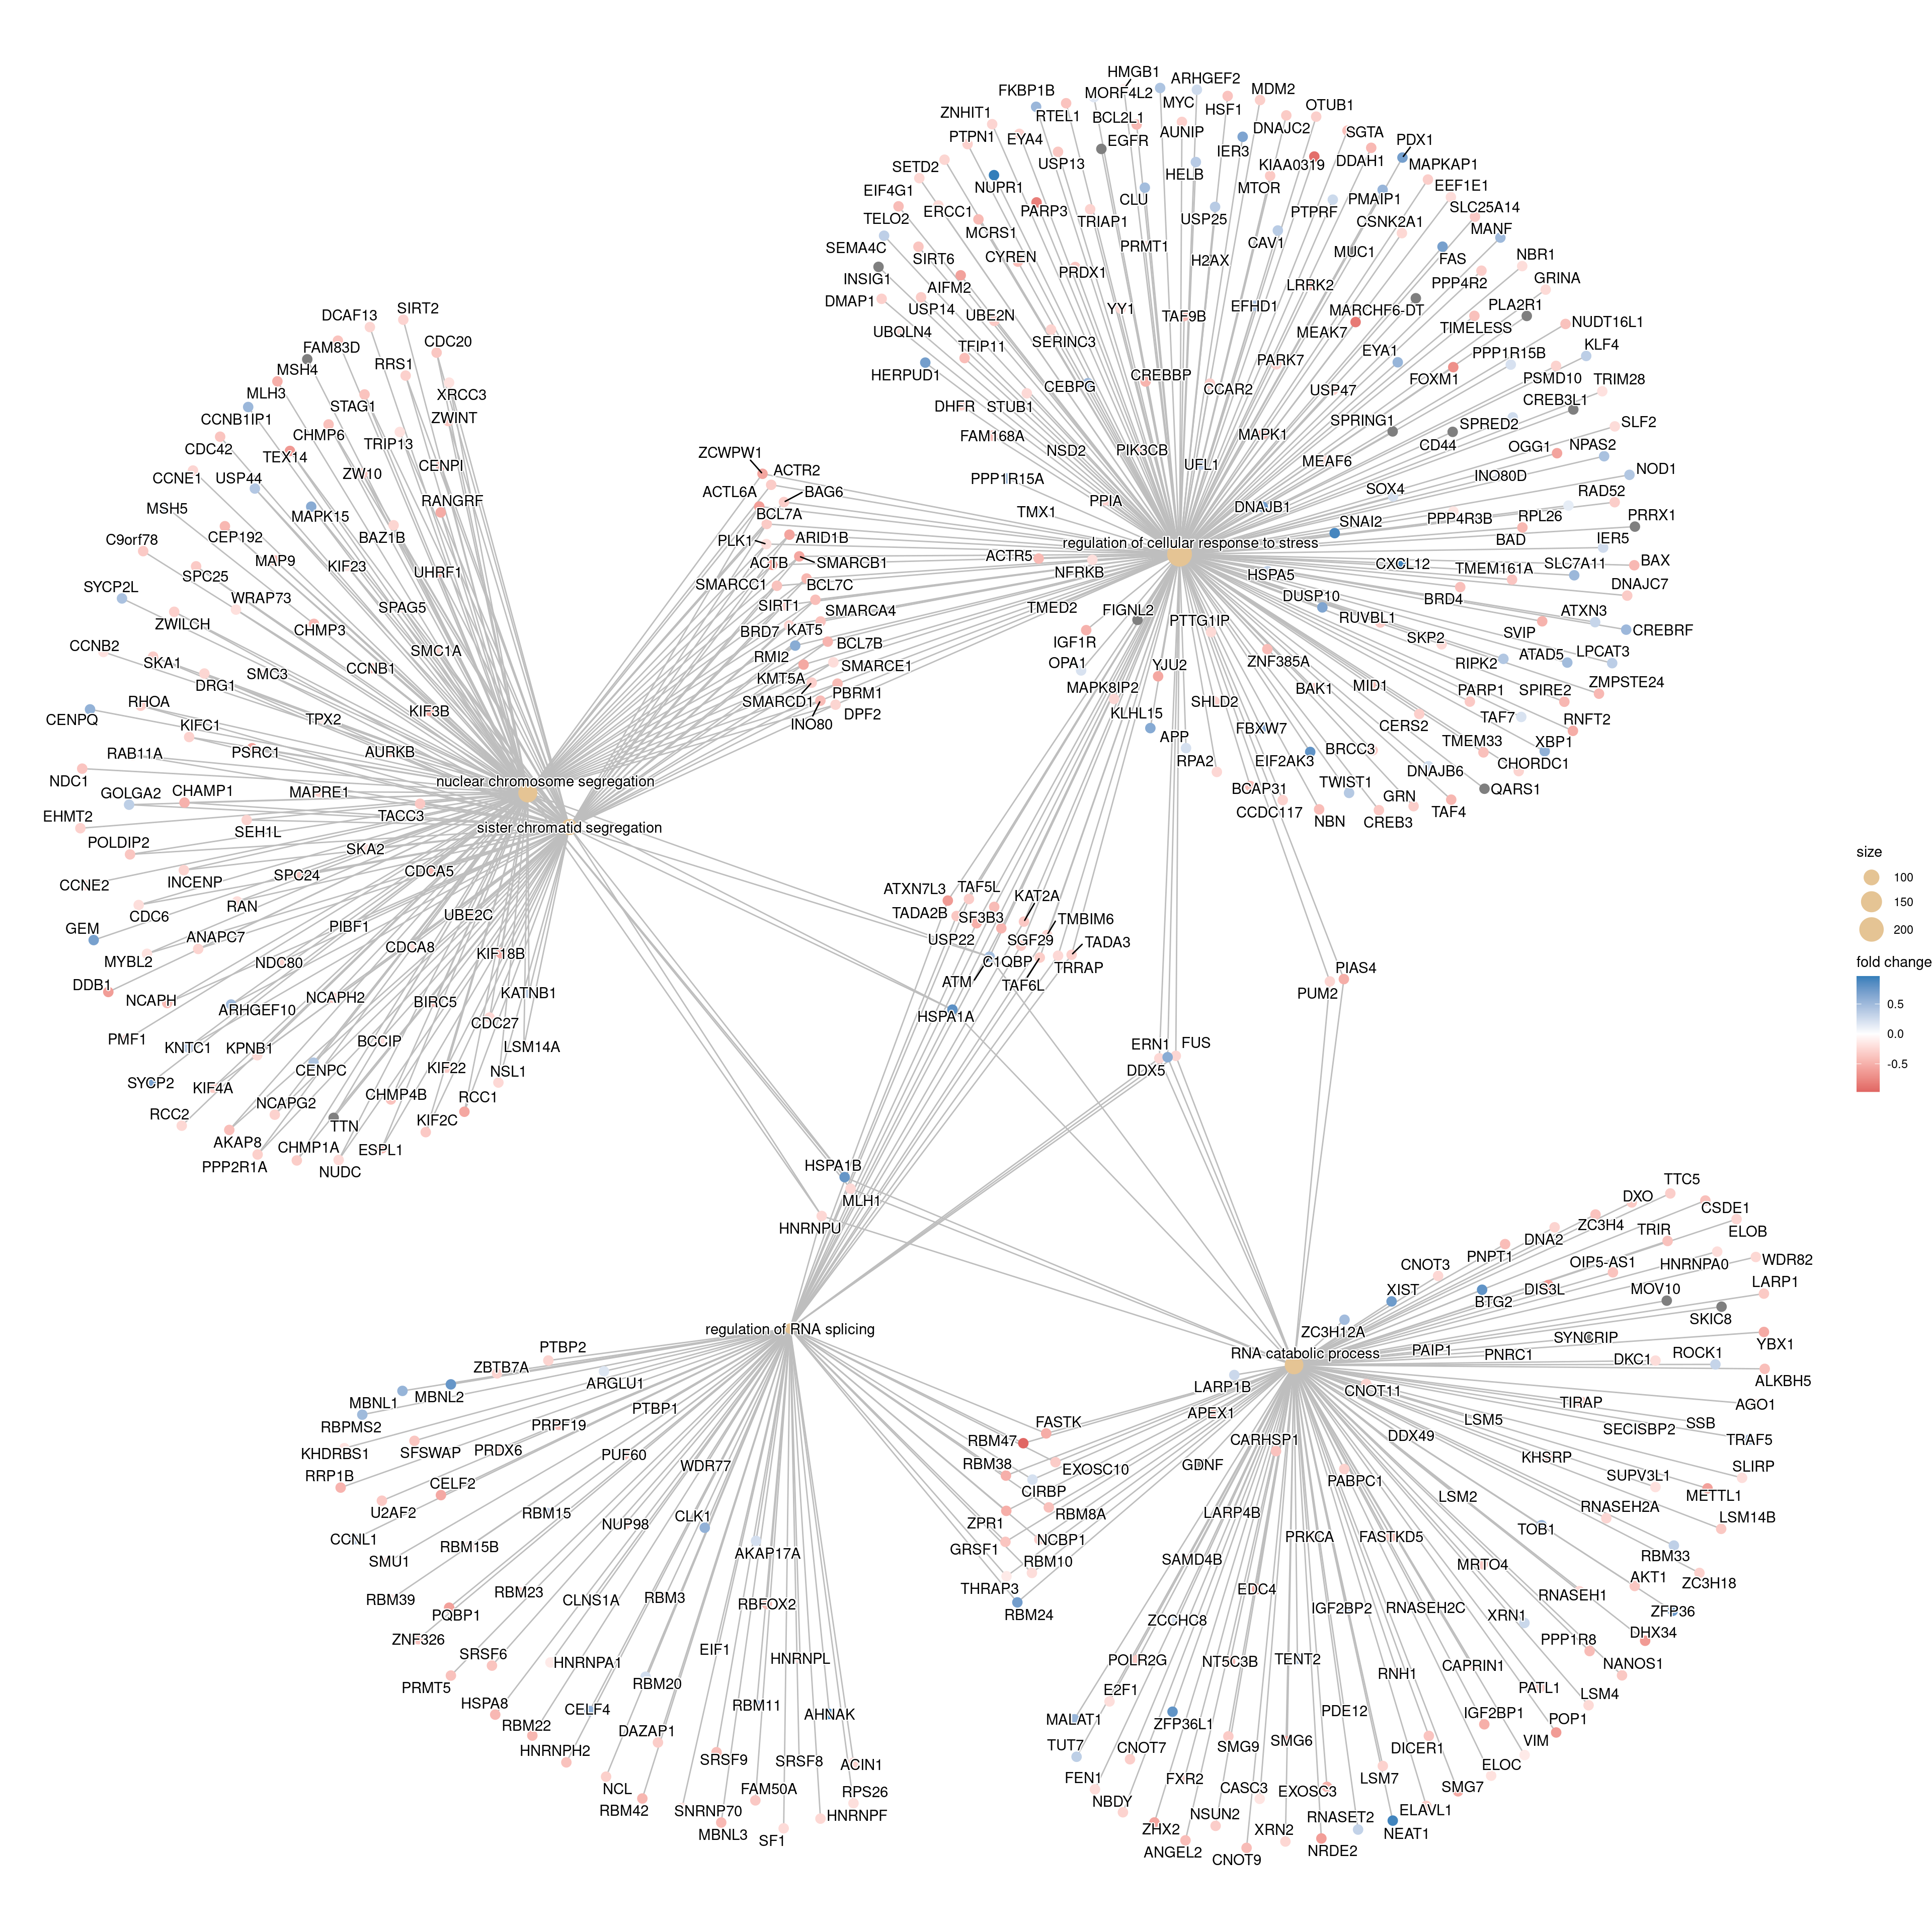 HMGB1
ARHGEF2
FKBP1B
MORF4L2
MDM2
MYC
ZNHIT1
RTEL1
BCL2L1
HSF1
OTUB1
PTPN1
EYA4
EGFR
AUNIP
DNAJC2
SGTA
PDX1
SETD2
USP13
IER3
KIAA0319
DDAH1
MAPKAP1
EIF4G1
NUPR1
HELB
MTOR
EEF1E1
TELO2
ERCC1
PARP3
CLU
PTPRF
PMAIP1
SLC25A14
SEMA4C
MCRS1
TRIAP1
USP25
CSNK2A1
MANF
INSIG1
SIRT6
CYREN
PRMT1
CAV1
MUC1
FAS
NBR1
DMAP1
AIFM2
PRDX1
H2AX
LRRK2
PPP4R2
GRINA
UBQLN4
USP14
UBE2N
YY1
TAF9B
EFHD1
MARCHF6-DT
PLA2R1
HERPUD1
TFIP11
SERINC3
MEAK7
TIMELESS
NUDT16L1
DHFR
STUB1
CEBPG
CREBBP
CCAR2
PARK7
EYA1
PPP1R15B
KLF4
FAM168A
NSD2
PIK3CB
UFL1
USP47
FOXM1
PSMD10
TRIM28
PPP1R15A
PPIA
MAPK1
SPRING1
SPRED2
CREB3L1
TMX1
DNAJB1
MEAF6
CD44
OGG1
NPAS2
SLF2
SOX4
INO80D
NOD1
SNAI2
PPP4R3B
RPL26
RAD52
BAD
PRRX1
regulation of cellular response to stress
IER5
HSPA5
CXCL12
TMEM161A
SLC7A11
BAX
DUSP10
BRD4
DNAJC7
RUVBL1
ATXN3
SKP2
SVIP
CREBRF
RIPK2
ATAD5
LPCAT3
ZNF385A
BAK1
MID1
PARP1
SPIRE2
ZMPSTE24
CERS2
TAF7
RNFT2
FBXW7
BRCC3
TMEM33
XBP1
EIF2AK3
DNAJB6
CHORDC1
TWIST1
GRN
QARS1
BCAP31
CCDC117
NBN
CREB3
TAF4
TMED2
FIGNL2
PTTG1IP
IGF1R
OPA1
YJU2
MAPK8IP2
SHLD2
KLHL15
APP
RPA2
ACTR5
NFRKB
ZCWPW1
ACTR2
ACTL6A
BAG6
BCL7A
PLK1
ARID1B
ACTB
SMARCB1
SMARCC1
BCL7C
SIRT1
SMARCA4
BRD7
KAT5
BCL7B
RMI2
SMARCE1
KMT5A
PBRM1
SMARCD1
DPF2
INO80
DCAF13
SIRT2
FAM83D
CDC20
MSH4
RRS1
MLH3
XRCC3
CCNB1IP1
STAG1
ZWINT
CDC42
CHMP6
TRIP13
TEX14
CCNE1
USP44
ZW10
CENPI
MSH5
MAPK15
RANGRF
C9orf78
CEP192
BAZ1B
MAP9
KIF23
UHRF1
SPC25
SYCP2L
WRAP73
SPAG5
ZWILCH
CHMP3
SMC1A
CCNB2
SKA1
SMC3
CCNB1
DRG1
RHOA
KIF3B
CENPQ
KIFC1
TPX2
RAB11A
PSRC1
AURKB
NDC1
nuclear chromosome segregation
GOLGA2
CHAMP1
MAPRE1
EHMT2
SEH1L
TACC3
sister chromatid segregation
POLDIP2
SKA2
CCNE2
INCENP
SPC24
CDCA5
CDC6
RAN
GEM
PIBF1
UBE2C
ANAPC7
CDCA8
MYBL2
NDC80
KIF18B
DDB1
NCAPH
NCAPH2
BIRC5
KATNB1
ARHGEF10
CDC27
PMF1
KNTC1
KPNB1
BCCIP
LSM14A
SYCP2
CENPC
KIF22
KIF4A
NSL1
RCC2
NCAPG2
CHMP4B
RCC1
TTN
KIF2C
AKAP8
CHMP1A
ESPL1
PPP2R1A
NUDC
ATXN7L3
TAF5L
KAT2A
TADA2B
SF3B3
TMBIM6
USP22
SGF29
TADA3
C1QBP
TRRAP
ATM
TAF6L
HSPA1A
PIAS4
PUM2
ERN1
FUS
DDX5
HSPA1B
MLH1
HNRNPU
regulation of RNA splicing
PTBP2
ZBTB7A
ARGLU1
MBNL1
MBNL2
PTBP1
RBPMS2
PRPF19
KHDRBS1
SFSWAP
PRDX6
PUF60
RRP1B
CELF2
WDR77
U2AF2
RBM15
NUP98
CLK1
CCNL1
RBM15B
AKAP17A
SMU1
RBM23
RBM39
CLNS1A
RBM3
RBFOX2
PQBP1
ZNF326
SRSF6
EIF1
HNRNPL
HNRNPA1
PRMT5
RBM20
HSPA8
CELF4
RBM11
AHNAK
RBM22
DAZAP1
HNRNPH2
SRSF9
SRSF8
ACIN1
NCL
FAM50A
RPS26
RBM42
SNRNP70
HNRNPF
MBNL3
SF1
FASTK
RBM47
RBM38
EXOSC10
CIRBP
ZPR1
RBM8A
GRSF1
NCBP1
RBM10
THRAP3
RBM24
TTC5
DXO
CSDE1
ZC3H4
ELOB
DNA2
TRIR
PNPT1
CNOT3
OIP5-AS1
HNRNPA0
WDR82
XIST
DIS3L
MOV10
LARP1
BTG2
SKIC8
ZC3H12A
SYNCRIP
YBX1
RNA catabolic process
PAIP1
PNRC1
DKC1
ROCK1
LARP1B
CNOT11
ALKBH5
TIRAP
AGO1
APEX1
LSM5
SSB
SECISBP2
CARHSP1
DDX49
TRAF5
GDNF
KHSRP
SLIRP
PABPC1
SUPV3L1
METTL1
LSM2
RNASEH2A
LARP4B
LSM14B
PRKCA
FASTKD5
TOB1
SAMD4B
MRTO4
RBM33
AKT1
ZC3H18
EDC4
RNASEH1
ZCCHC8
IGF2BP2
RNASEH2C
XRN1
ZFP36
PPP1R8
DHX34
POLR2G
NT5C3B
TENT2
RNH1
CAPRIN1
NANOS1
E2F1
PATL1
LSM4
MALAT1
ZFP36L1
PDE12
IGF2BP1
POP1
TUT7
CNOT7
SMG9
SMG6
DICER1
VIM
FEN1
FXR2
CASC3
EXOSC3
LSM7
ELOC
NBDY
SMG7
NSUN2
RNASET2
ELAVL1
ZHX2
XRN2
NEAT1
ANGEL2
CNOT9
NRDE2
size
100
150
200
fold change
0.5
0.0
-0.5